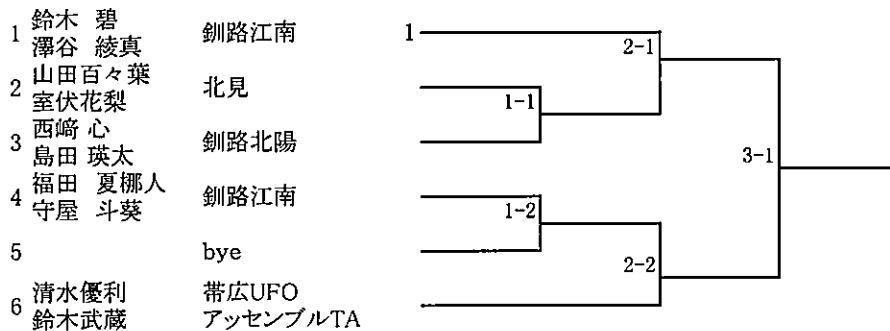 鈴木 碧
1 釧路江南 1
澤谷 綾真
2-1
山田百々葉
2 北見
室伏花梨
1-1
西﨑 心
3 釧路北陽
島田 瑛太
3-1
福田 夏梛人
4 釧路江南
守屋 斗葵
1-2
5 bye
2-2
清水優利 帯広UFO
6
鈴木武蔵 アッセンブルTA